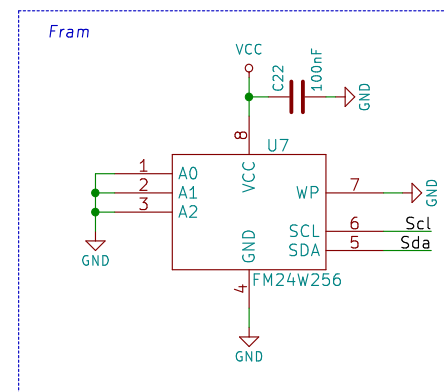 Fram
VCC
C22
100nF
GND
8
U7
VCC
1
A0
2
A1
3
A2
WP
7
GND
SCL
6
Scl
SDA
5
Sda
GND
GND
4
FM24W256
GND